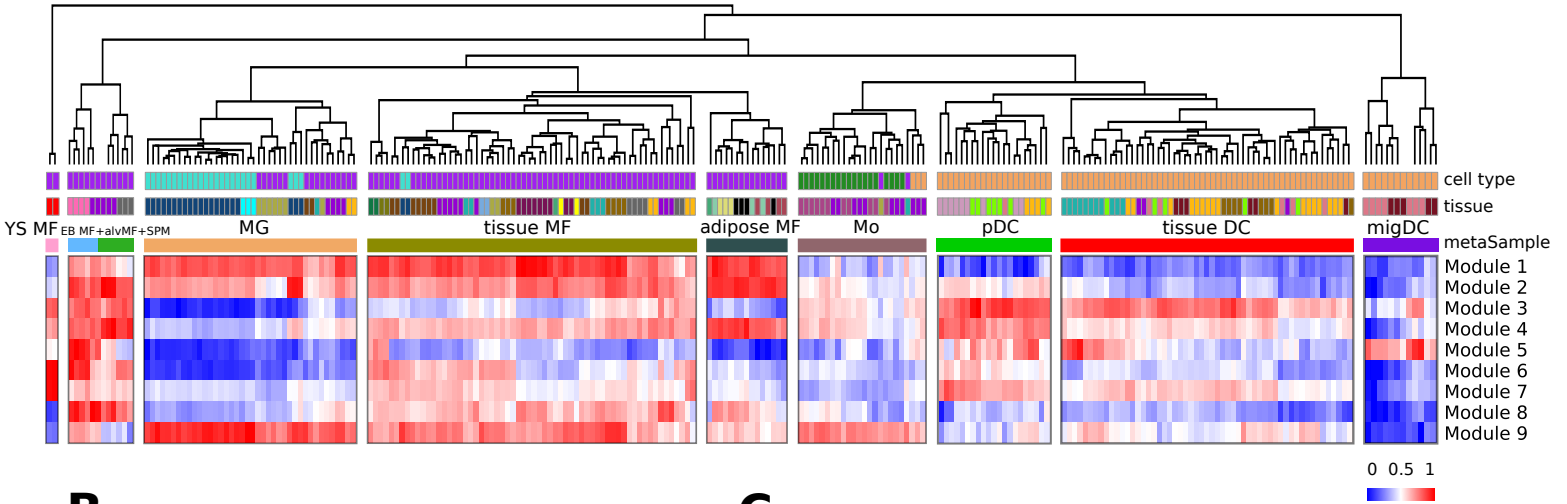 cell type
tissue
YS MF EB MF+alvMF+SPM MG tissue MF adipose MF Mo pDC tissue DC migDC
metaSample
Module 1
Module 2
Module 3
Module 4
Module 5
Module 6
Module 7
Module 8
Module 9
0 0.5 1